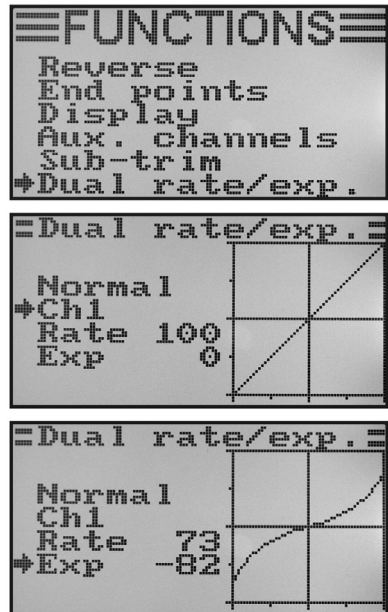 FUNCTIONS
Reverse
End points
Display
Aux. channels
Sub-trim
Dual rate/exp.
Dual rate/exp.
Normal
Ch1
Rate 100
Exp 0
Dual rate/exp.
Normal
Ch1
Rate 73
Exp -82